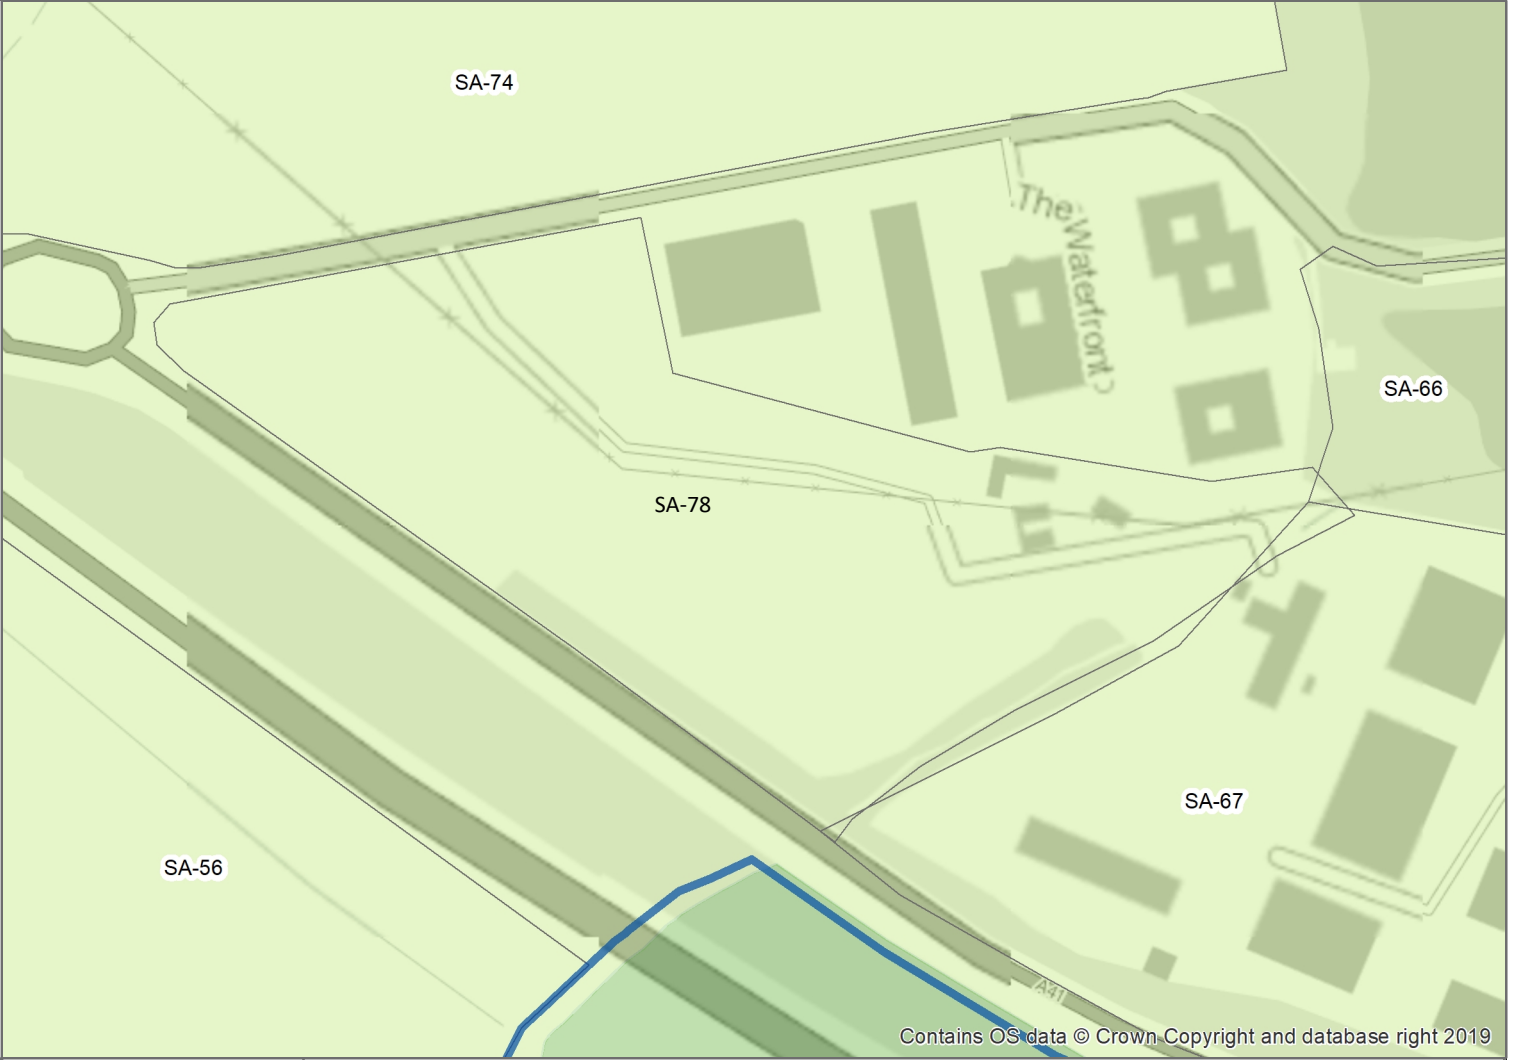 SA-74
The Waterfront
SA-66
SA-78
SA-67
SA-56
A41
Contains OS data © Crown Copyright and database right 2019